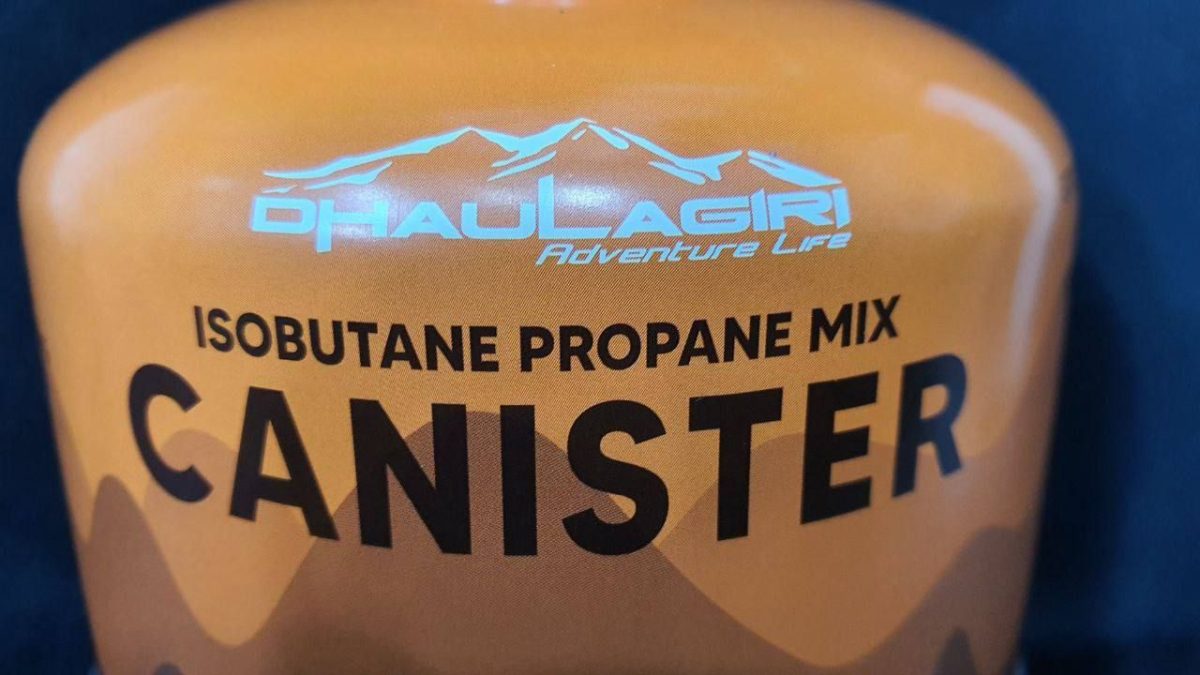 DHAULAGIRI
Adventure Life
ISOBUTANE PROPANE MIX
CANISTER